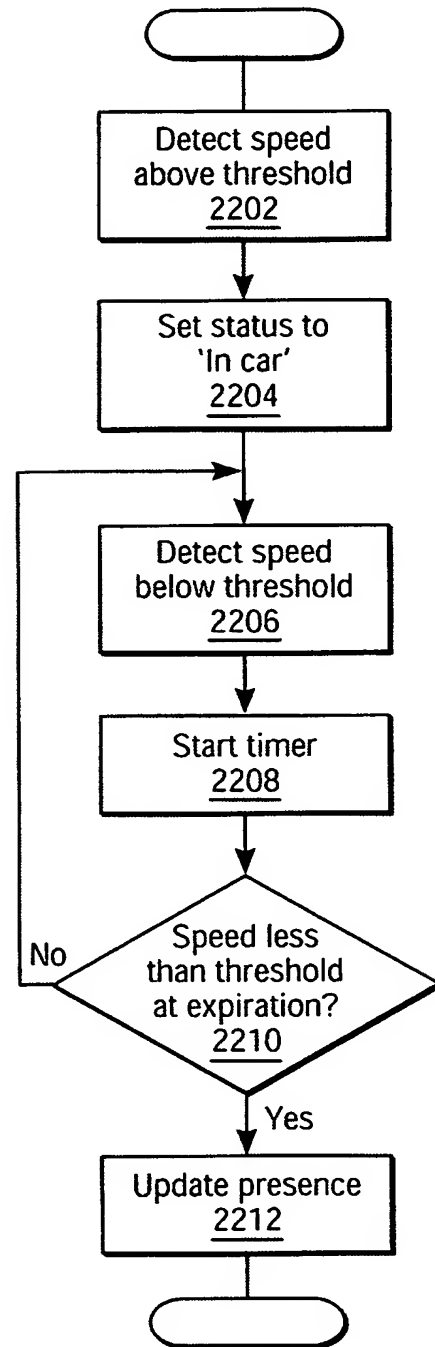 Detect speed
above threshold
2202
Set status to
'In car'
2204
Detect speed
below threshold
2206
Start timer
2208
No
Speed less
than threshold
at expiration?
2210
Yes
Update presence
2212